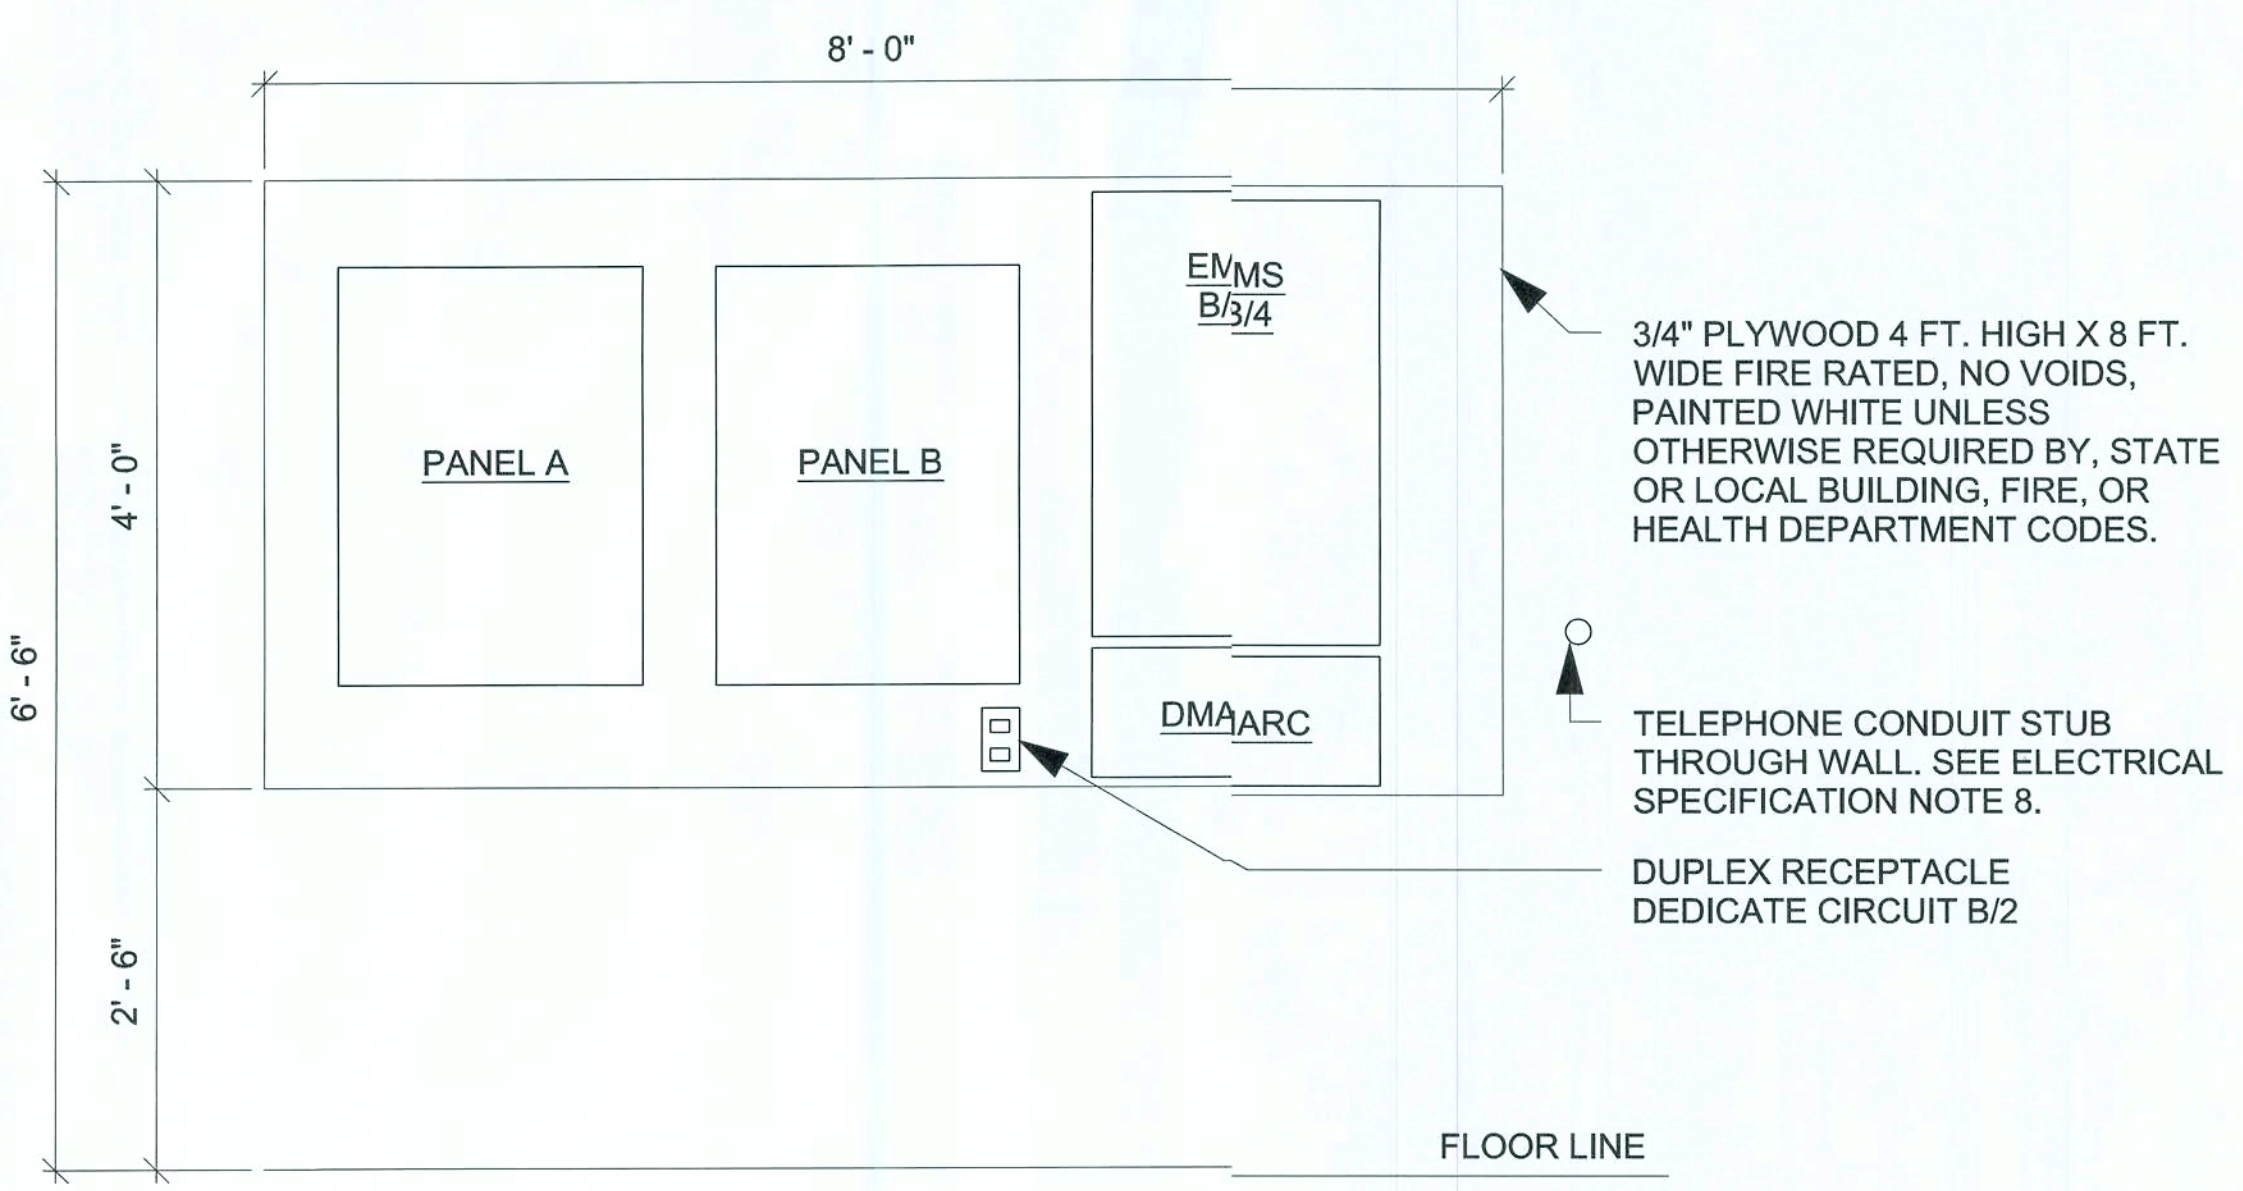 8' - 0"
6' - 6"
4' - 0"
2' - 6"
PANEL A
PANEL B
EMS
B/4
DMARC
3/4" PLYWOOD 4 FT. HIGH X 8 FT.
WIDE FIRE RATED, NO VOIDS,
PAINTED WHITE UNLESS
OTHERWISE REQUIRED BY, STATE
OR LOCAL BUILDING, FIRE, OR
HEALTH DEPARTMENT CODES.
TELEPHONE CONDUIT STUB
THROUGH WALL. SEE ELECTRICAL
SPECIFICATION NOTE 8.
DUPLEX RECEPTACLE
DEDICATE CIRCUIT B/2
FLOOR LINE